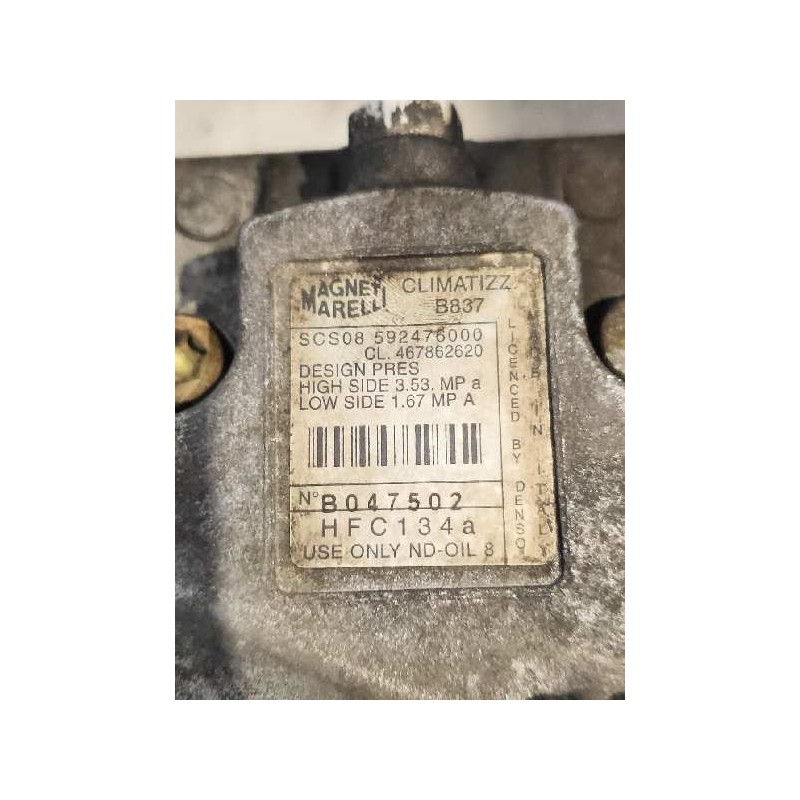 MAGNETI
MARELLI
CLIMATIZZ
B837
SCS08 592476000
CL. 467862620
DESIGN PRES
HIGH SIDE 3.53. MP a
LOW SIDE 1.67 MP A
N° B047502
HFC134a
USE ONLY ND-OIL 8
LICENCED BY DENSO
MADE IN ITALY